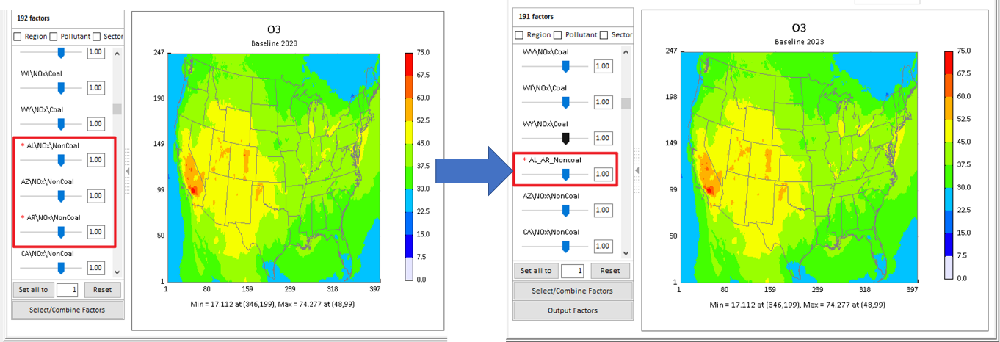 192 factors
Region Pollutant Sector
1.00
WI\NOx\Coal
1.00
WY\NOx\Coal
1.00
* AL\NOx\NonCoal
1.00
AZ\NOx\NonCoal
1.00
* AR\NOx\NonCoal
1.00
CA\NOx\NonCoal
1.00
Set all to 1 Reset
Select/Combine Factors
O3
Baseline 2023
247
198
149
99
50
1
1 80 159 239 318 397
75.0
67.5
60.0
52.5
45.0
37.5
30.0
22.5
15.0
7.5
0.0
Min = 17.112 at (346,199), Max = 74.277 at (48,99)
191 factors
Region Pollutant Sector
WV\NOx\Coal
1.00
WI\NOx\Coal
1.00
WY\NOx\Coal
1.00
* AL_AR_Noncoal
1.00
AZ\NOx\NonCoal
1.00
CA\NOx\NonCoal
1.00
Set all to 1 Reset
Select/Combine Factors
Output Factors
O3
Baseline 2023
247
198
149
99
50
1
1 80 159 239 318 397
75.0
67.5
60.0
52.5
45.0
37.5
30.0
22.5
15.0
7.5
0.0
Min = 17.112 at (346,199), Max = 74.277 at (48,99)